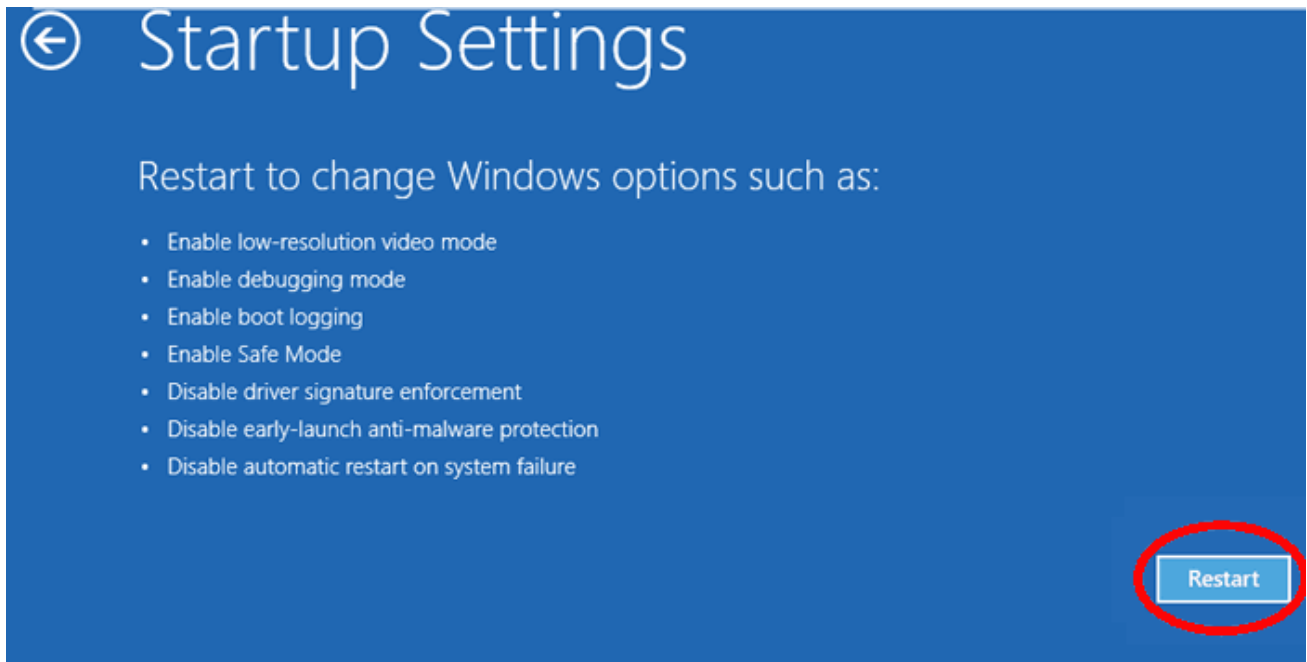 Startup Settings
Restart to change Windows options such as:
• Enable low-resolution video mode
• Enable debugging mode
• Enable boot logging
• Enable Safe Mode
• Disable driver signature enforcement
• Disable early-launch anti-malware protection
• Disable automatic restart on system failure
Restart